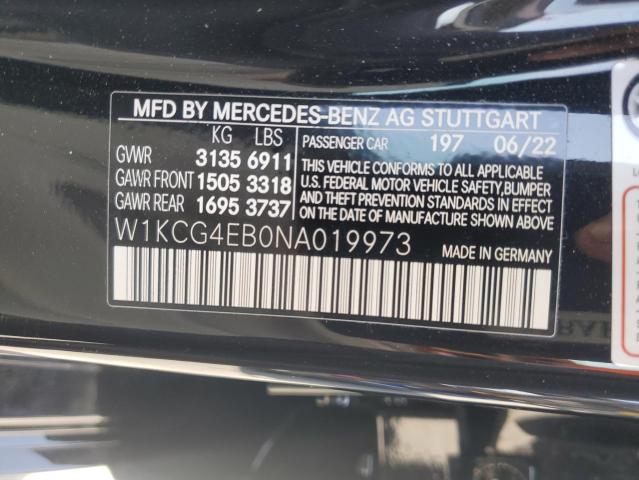 MFD BY MERCEDES-BENZ AG STUTTGART
KG LBS
PASSENGER CAR 197 06/22
GVWR 3135 6911
GAWR FRONT 1505 3318
GAWR REAR 1695 3737
THIS VEHICLE CONFORMS TO ALL APPLICABLE
U.S. FEDERAL MOTOR VEHICLE SAFETY, BUMPER
AND THEFT PREVENTION STANDARDS IN EFFECT
ON THE DATE OF MANUFACTURE SHOWN ABOVE.
W1KCG4EB0NA019973
MADE IN GERMANY